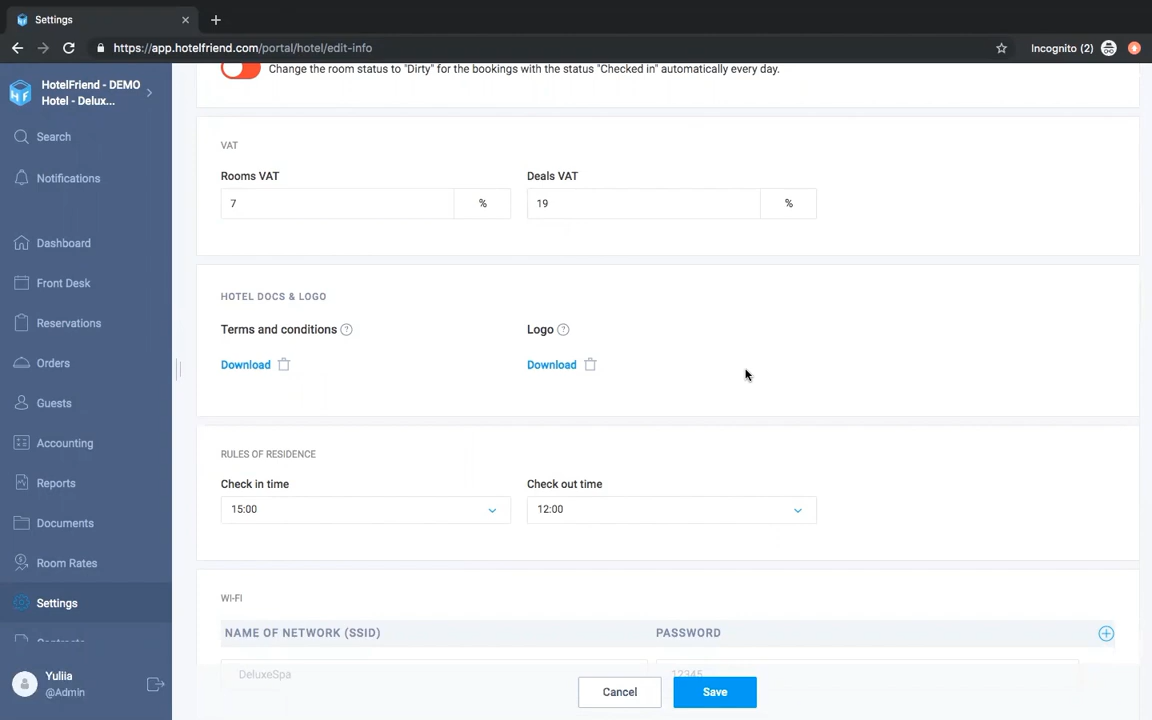 Settings
https://app.hotelfriend.com/portal/hotel/edit-info
Incognito (2)
HotelFriend - DEMO
Hotel - Delux...
Search
Notifications
Dashboard
Front Desk
Reservations
Orders
Guests
Accounting
Reports
Documents
Room Rates
Settings
Contracts
Yuliia
@Admin
Change the room status to "Dirty" for the bookings with the status "Checked in" automatically every day.
VAT
Rooms VAT
Deals VAT
7 %
19 %
HOTEL DOCS & LOGO
Terms and conditions ?
Logo ?
Download
Download
RULES OF RESIDENCE
Check in time
Check out time
15:00
12:00
WI-FI
NAME OF NETWORK (SSID)
PASSWORD
DeluxeSpa
12345
Cancel
Save